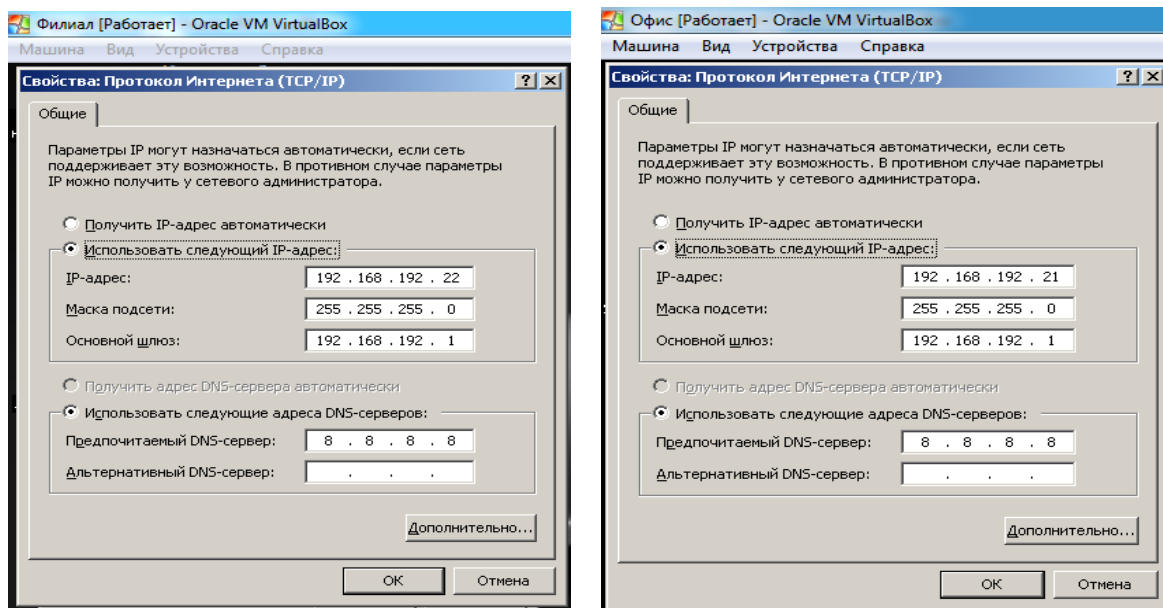 Филиал [Работает] - Oracle VM VirtualBox
Машина Вид Устройства Справка
Свойства: Протокол Интернета (TCP/IP)
Общие
Параметры IP могут назначаться автоматически, если сеть
поддерживает эту возможность. В противном случае параметры
IP можно получить у сетевого администратора.
Получить IP-адрес автоматически
Использовать следующий IP-адрес:
IP-адрес: 192 . 168 . 192 . 22
Маска подсети: 255 . 255 . 255 . 0
Основной шлюз: 192 . 168 . 192 . 1
Получить адрес DNS-сервера автоматически
Использовать следующие адреса DNS-серверов:
Предпочитаемый DNS-сервер: 8 . 8 . 8 . 8
Альтернативный DNS-сервер: . . .
Дополнительно...
ОК Отмена
Офис [Работает] - Oracle VM VirtualBox
Машина Вид Устройства Справка
Свойства: Протокол Интернета (TCP/IP)
Общие
Параметры IP могут назначаться автоматически, если сеть
поддерживает эту возможность. В противном случае параметры
IP можно получить у сетевого администратора.
Получить IP-адрес автоматически
Использовать следующий IP-адрес:
IP-адрес: 192 . 168 . 192 . 21
Маска подсети: 255 . 255 . 255 . 0
Основной шлюз: 192 . 168 . 192 . 1
Получить адрес DNS-сервера автоматически
Использовать следующие адреса DNS-серверов:
Предпочитаемый DNS-сервер: 8 . 8 . 8 . 8
Альтернативный DNS-сервер: . . .
Дополнительно...
ОК Отмена